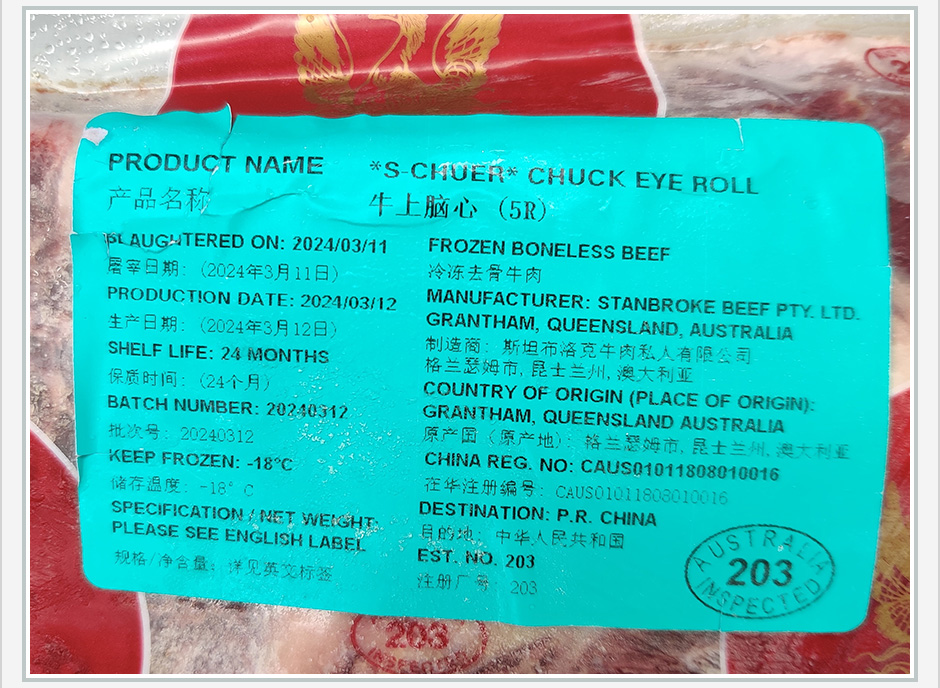 PRODUCT NAME *S-CHUER* CHUCK EYE ROLL
产品名称 牛上脑心 (5R)
SLAUGHTERED ON: 2024/03/11
屠宰日期: (2024年3月11日)
PRODUCTION DATE: 2024/03/12
生产日期: (2024年3月12日)
SHELF LIFE: 24 MONTHS
保质时间: (24个月)
BATCH NUMBER: 20240312
批次号: 20240312
KEEP FROZEN: -18°C
储存温度: -18° C
SPECIFICATION / NET WEIGHT:
PLEASE SEE ENGLISH LABEL
规格/净含量: 详见英文标签
FROZEN BONELESS BEEF
冷冻去骨牛肉
MANUFACTURER: STANBROKE BEEF PTY. LTD.
GRANTHAM, QUEENSLAND, AUSTRALIA
制造商: 斯坦布洛克牛肉私人有限公司
格兰瑟姆市, 昆士兰州, 澳大利亚
COUNTRY OF ORIGIN (PLACE OF ORIGIN):
GRANTHAM, QUEENSLAND AUSTRALIA
原产国 (原产地): 格兰瑟姆市, 昆士兰州, 澳大利亚
CHINA REG. NO: CAUS01011808010016
在华注册编号: CAUS01011808010016
DESTINATION: P.R. CHINA
目的地: 中华人民共和国
EST. NO. 203
注册厂号: 203
AUSTRALIA
203
INSPECTED
203